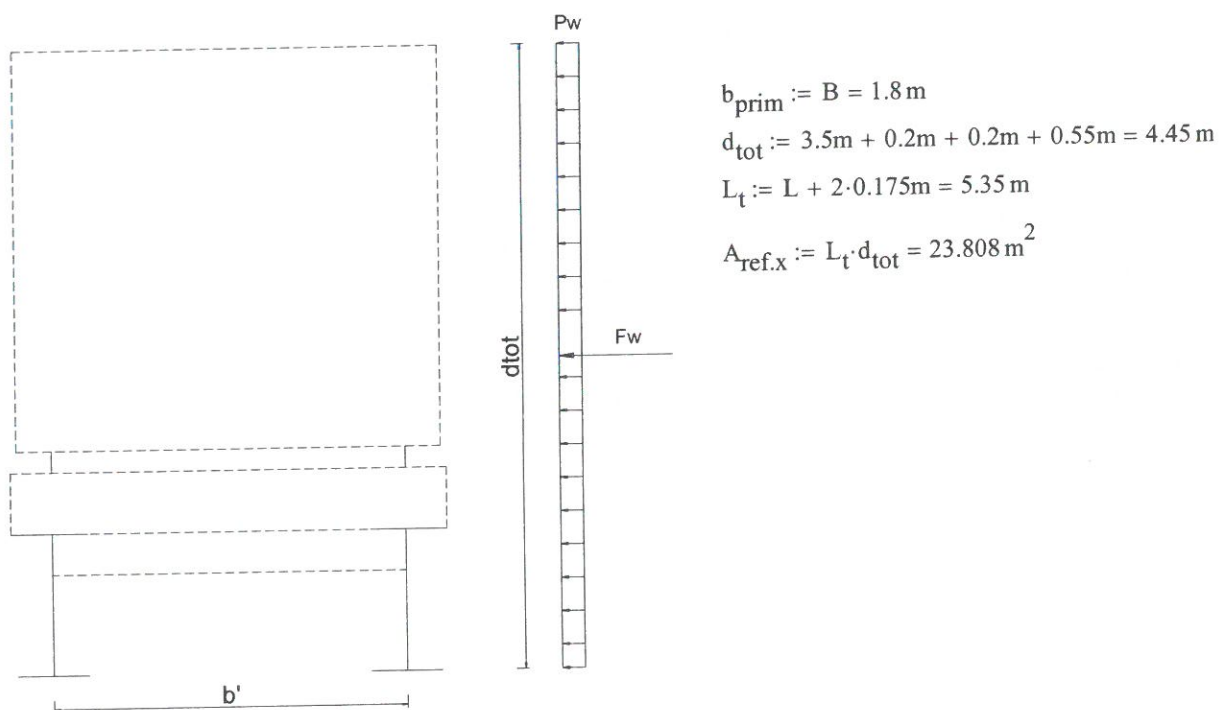 Pw
b_prim := B = 1.8 m
d_tot := 3.5m + 0.2m + 0.2m + 0.55m = 4.45 m
L_t := L + 2·0.175m = 5.35 m
A_ref.x := L_t·d_tot = 23.808 m²
Fw
dtot
b'